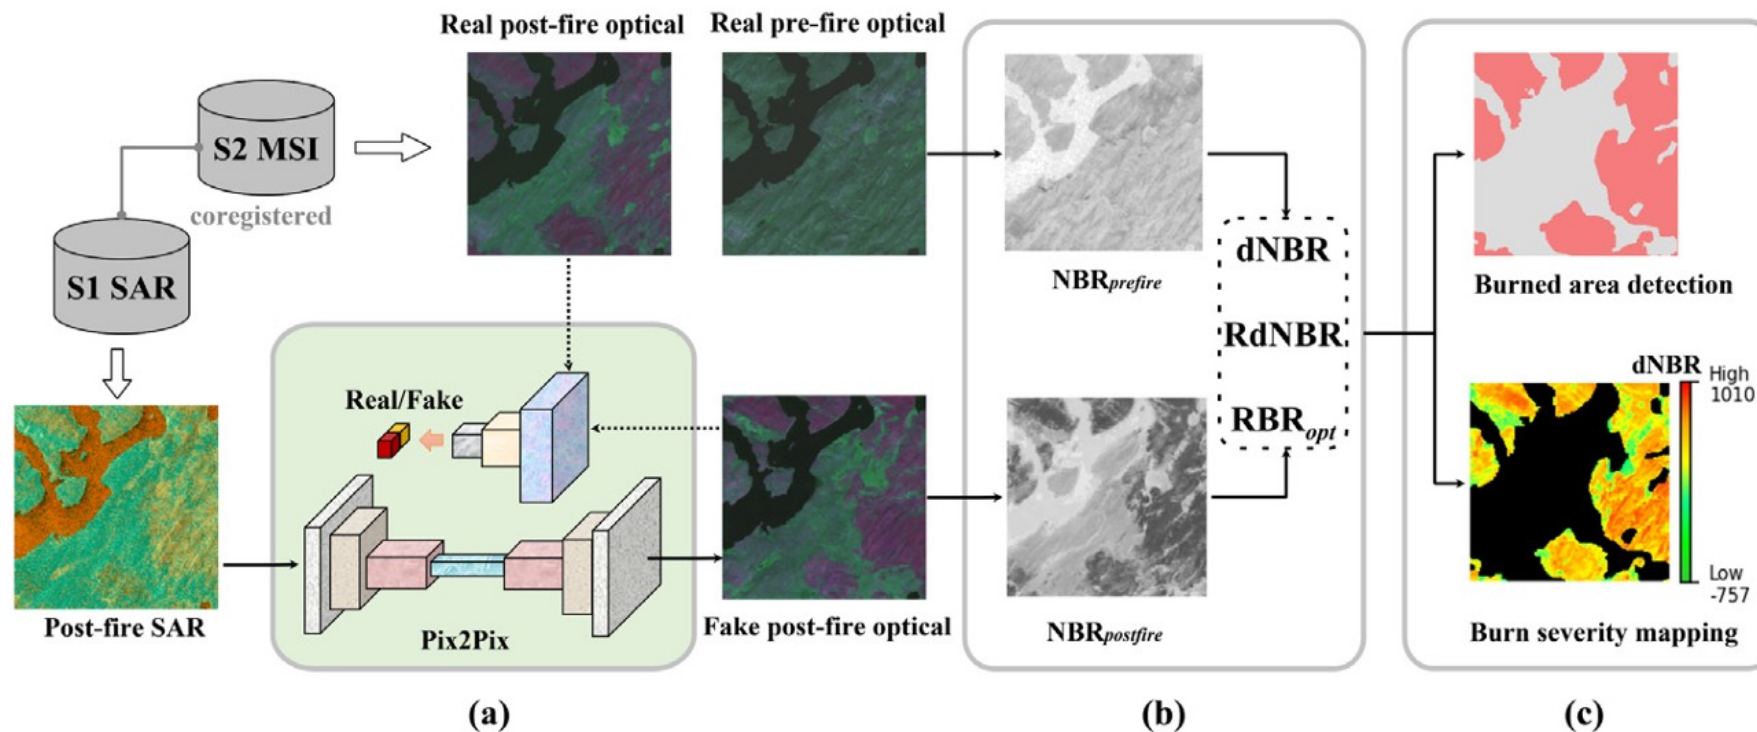 Real post-fire optical
Real pre-fire optical
S2 MSI
coregistered
S1 SAR
NBRprefire
dNBR
RdNBR
RBRopt
Burned area detection
Real/Fake
Pix2Pix
Post-fire SAR
Fake post-fire optical
NBRpostfire
dNBR
High
1010
Low
-757
Burn severity mapping
(a)
(b)
(c)